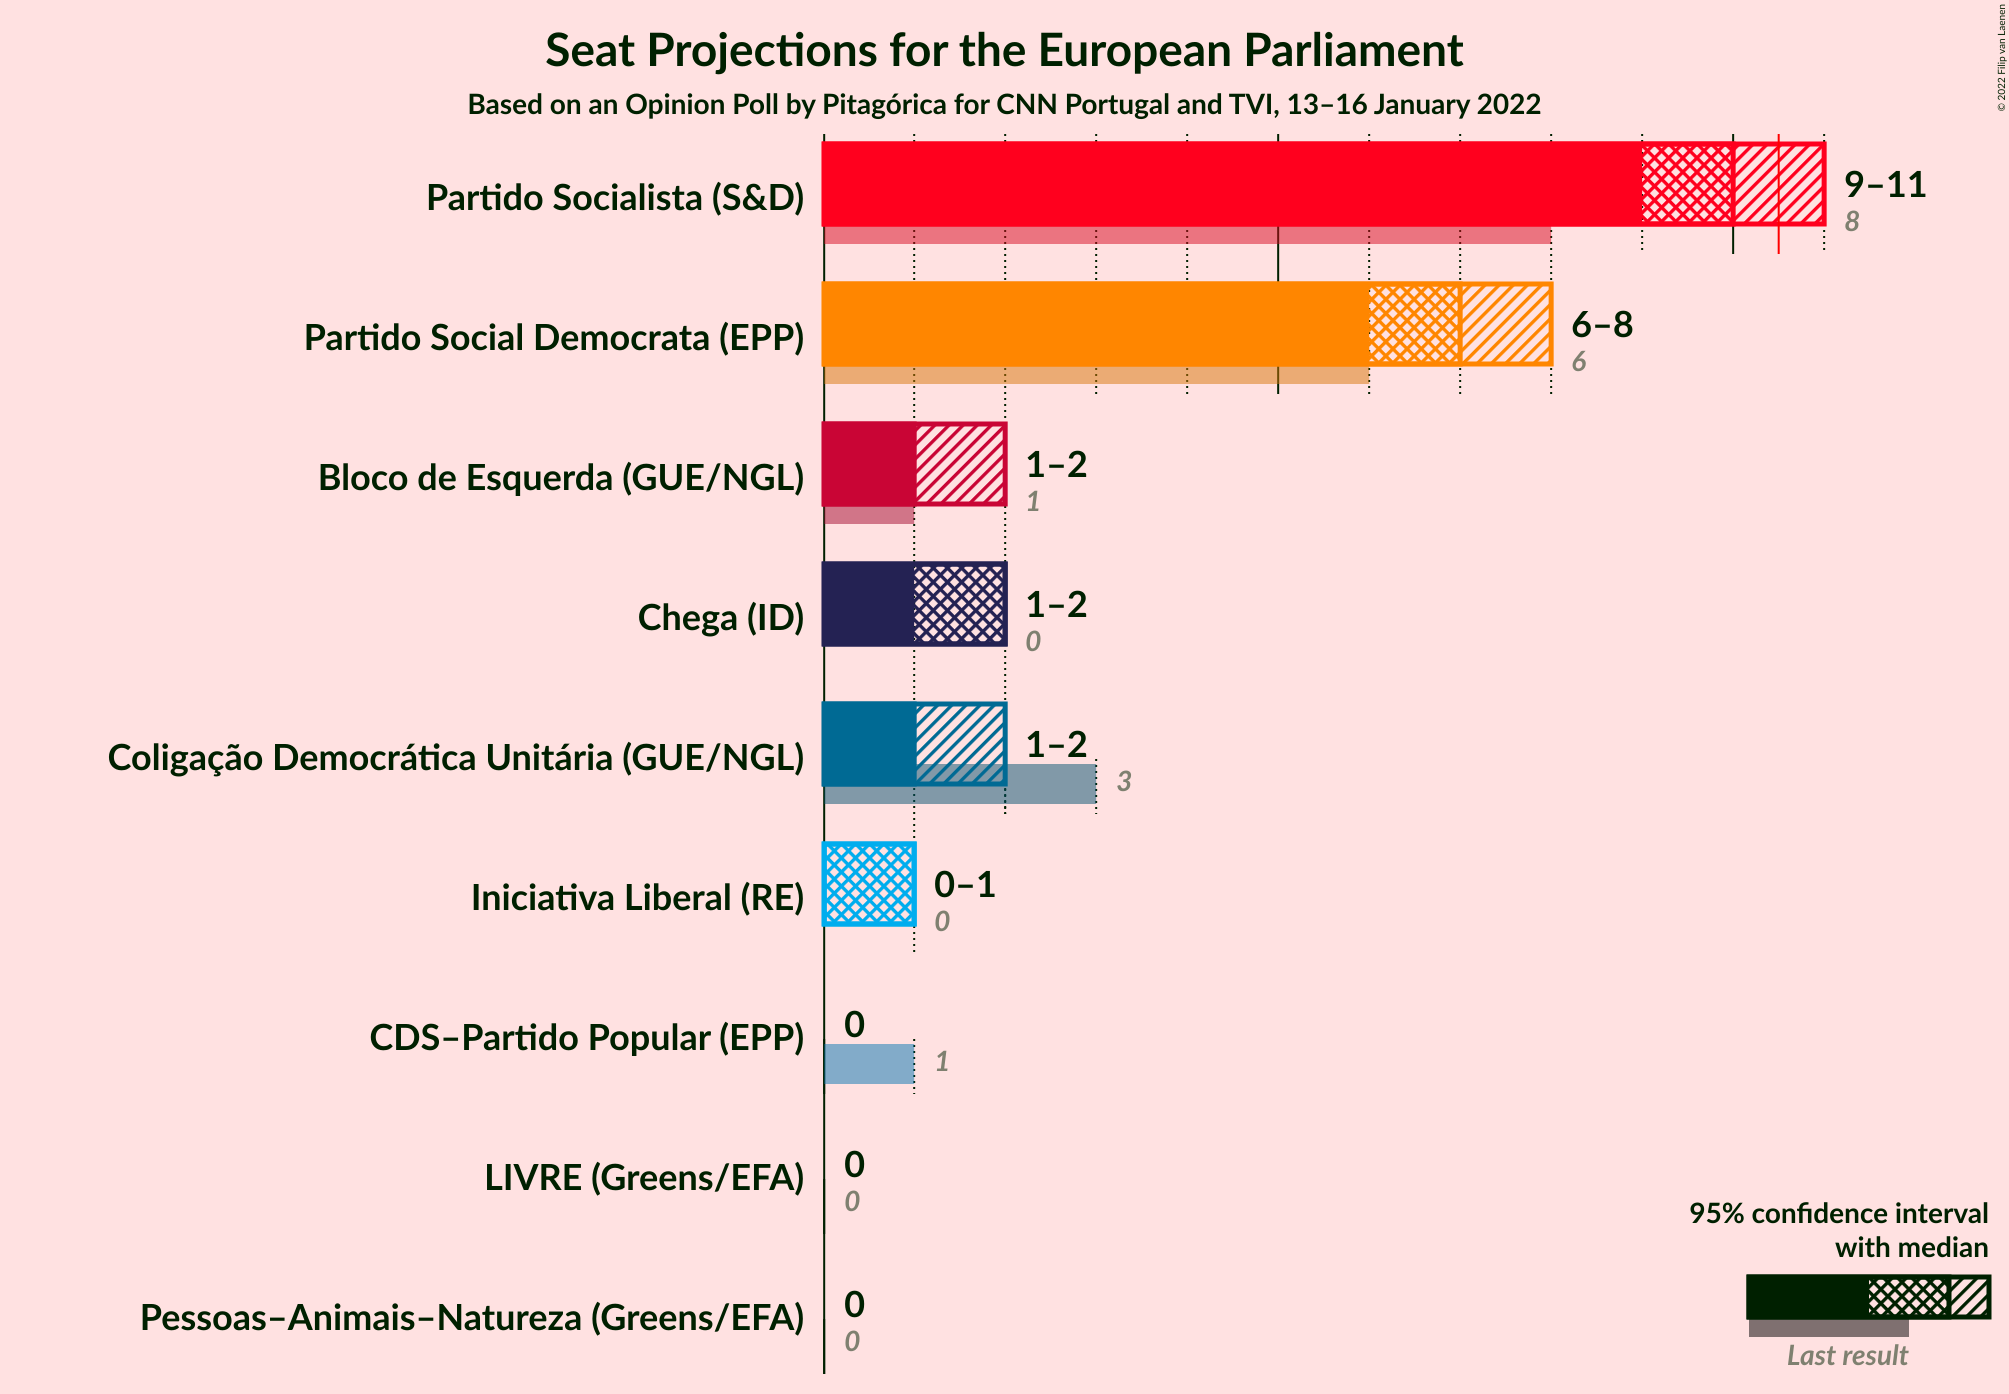 Seat Projections for the European Parliament
Based on an Opinion Poll by Pitagórica for CNN Portugal and TVI, 13–16 January 2022
© 2022 Filip van Laenen
Partido Socialista (S&D)
9–11
8
Partido Social Democrata (EPP)
6–8
6
Bloco de Esquerda (GUE/NGL)
1–2
1
Chega (ID)
1–2
0
Coligação Democrática Unitária (GUE/NGL)
1–2
3
Iniciativa Liberal (RE)
0–1
0
CDS–Partido Popular (EPP)
0
1
LIVRE (Greens/EFA)
0
0
Pessoas–Animais–Natureza (Greens/EFA)
0
0
95% confidence interval
with median
Last result